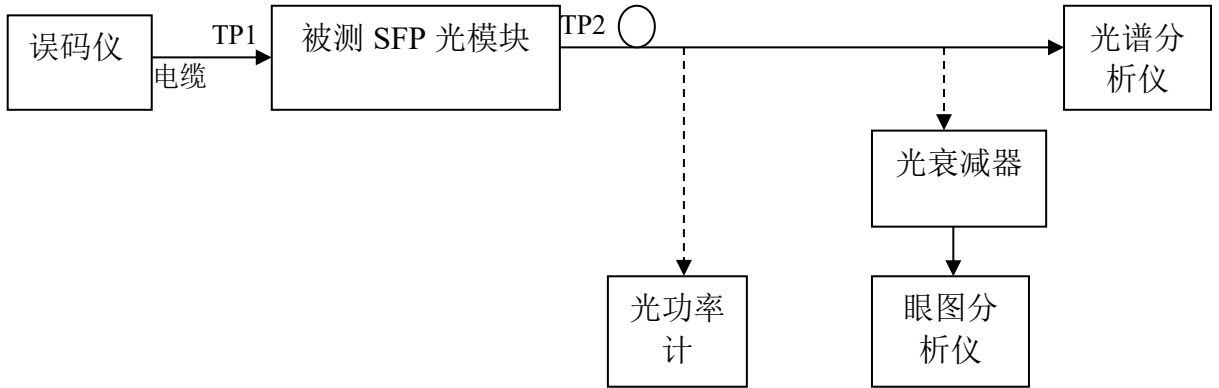 误码仪
TP1
电缆
被测 SFP 光模块
TP2
光谱分
析仪
光衰减器
光功率
计
眼图分
析仪